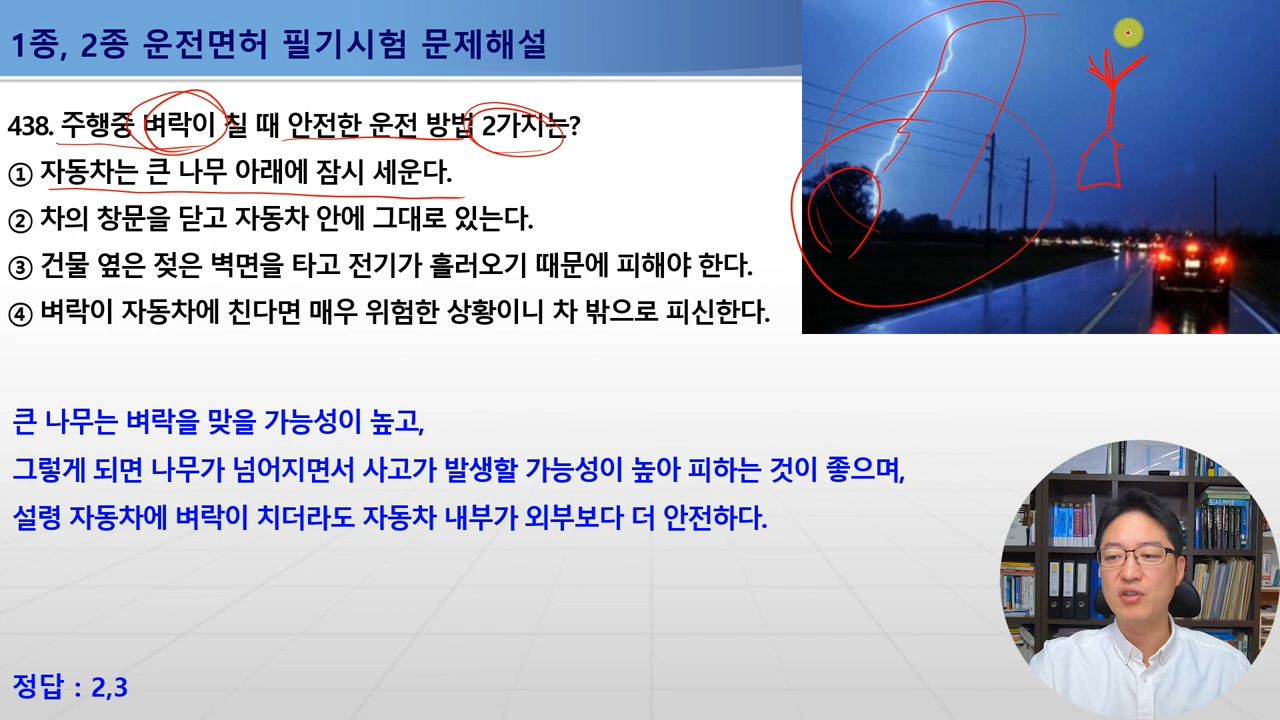 1종, 2종 운전면허 필기시험 문제해설
438. 주행중 벼락이 칠 때 안전한 운전 방법 2가지는?
① 자동차는 큰 나무 아래에 잠시 세운다.
② 차의 창문을 닫고 자동차 안에 그대로 있는다.
③ 건물 옆은 젖은 벽면을 타고 전기가 흘러오기 때문에 피해야 한다.
④ 벼락이 자동차에 친다면 매우 위험한 상황이니 차 밖으로 피신한다.
큰 나무는 벼락을 맞을 가능성이 높고,
그렇게 되면 나무가 넘어지면서 사고가 발생할 가능성이 높아 피하는 것이 좋으며,
설령 자동차에 벼락이 치더라도 자동차 내부가 외부보다 더 안전하다.
정답 : 2,3